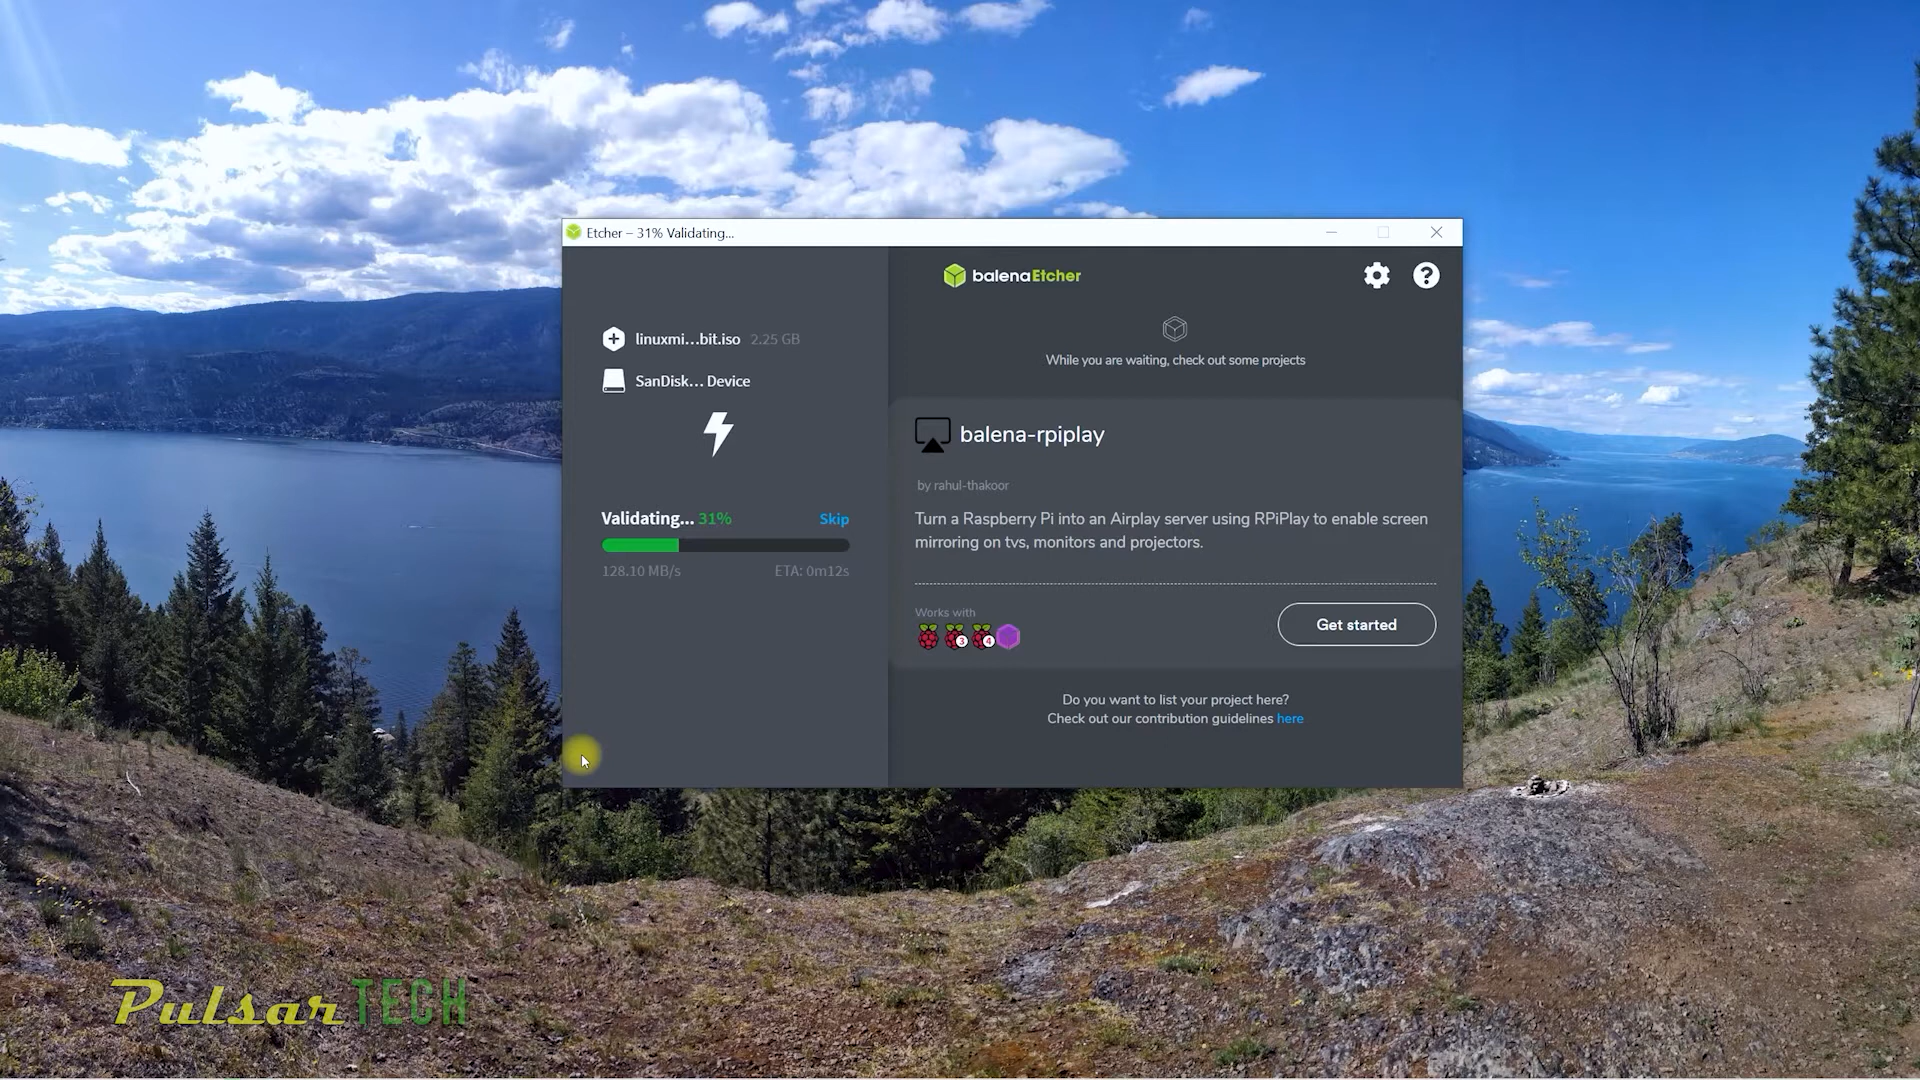 Etcher – 31% Validating...
balenaEtcher
linuxmi...bit.iso 2.25 GB
SanDisk... Device
Validating... 31% Skip
128.10 MB/s ETA: 0m12s
While you are waiting, check out some projects
balena-rpiplay
by rahul-thakoor
Turn a Raspberry Pi into an Airplay server using RPiPlay to enable screen
mirroring on tvs, monitors and projectors.
Works with
3 4
Get started
Do you want to list your project here?
Check out our contribution guidelines here
PulsarTECH